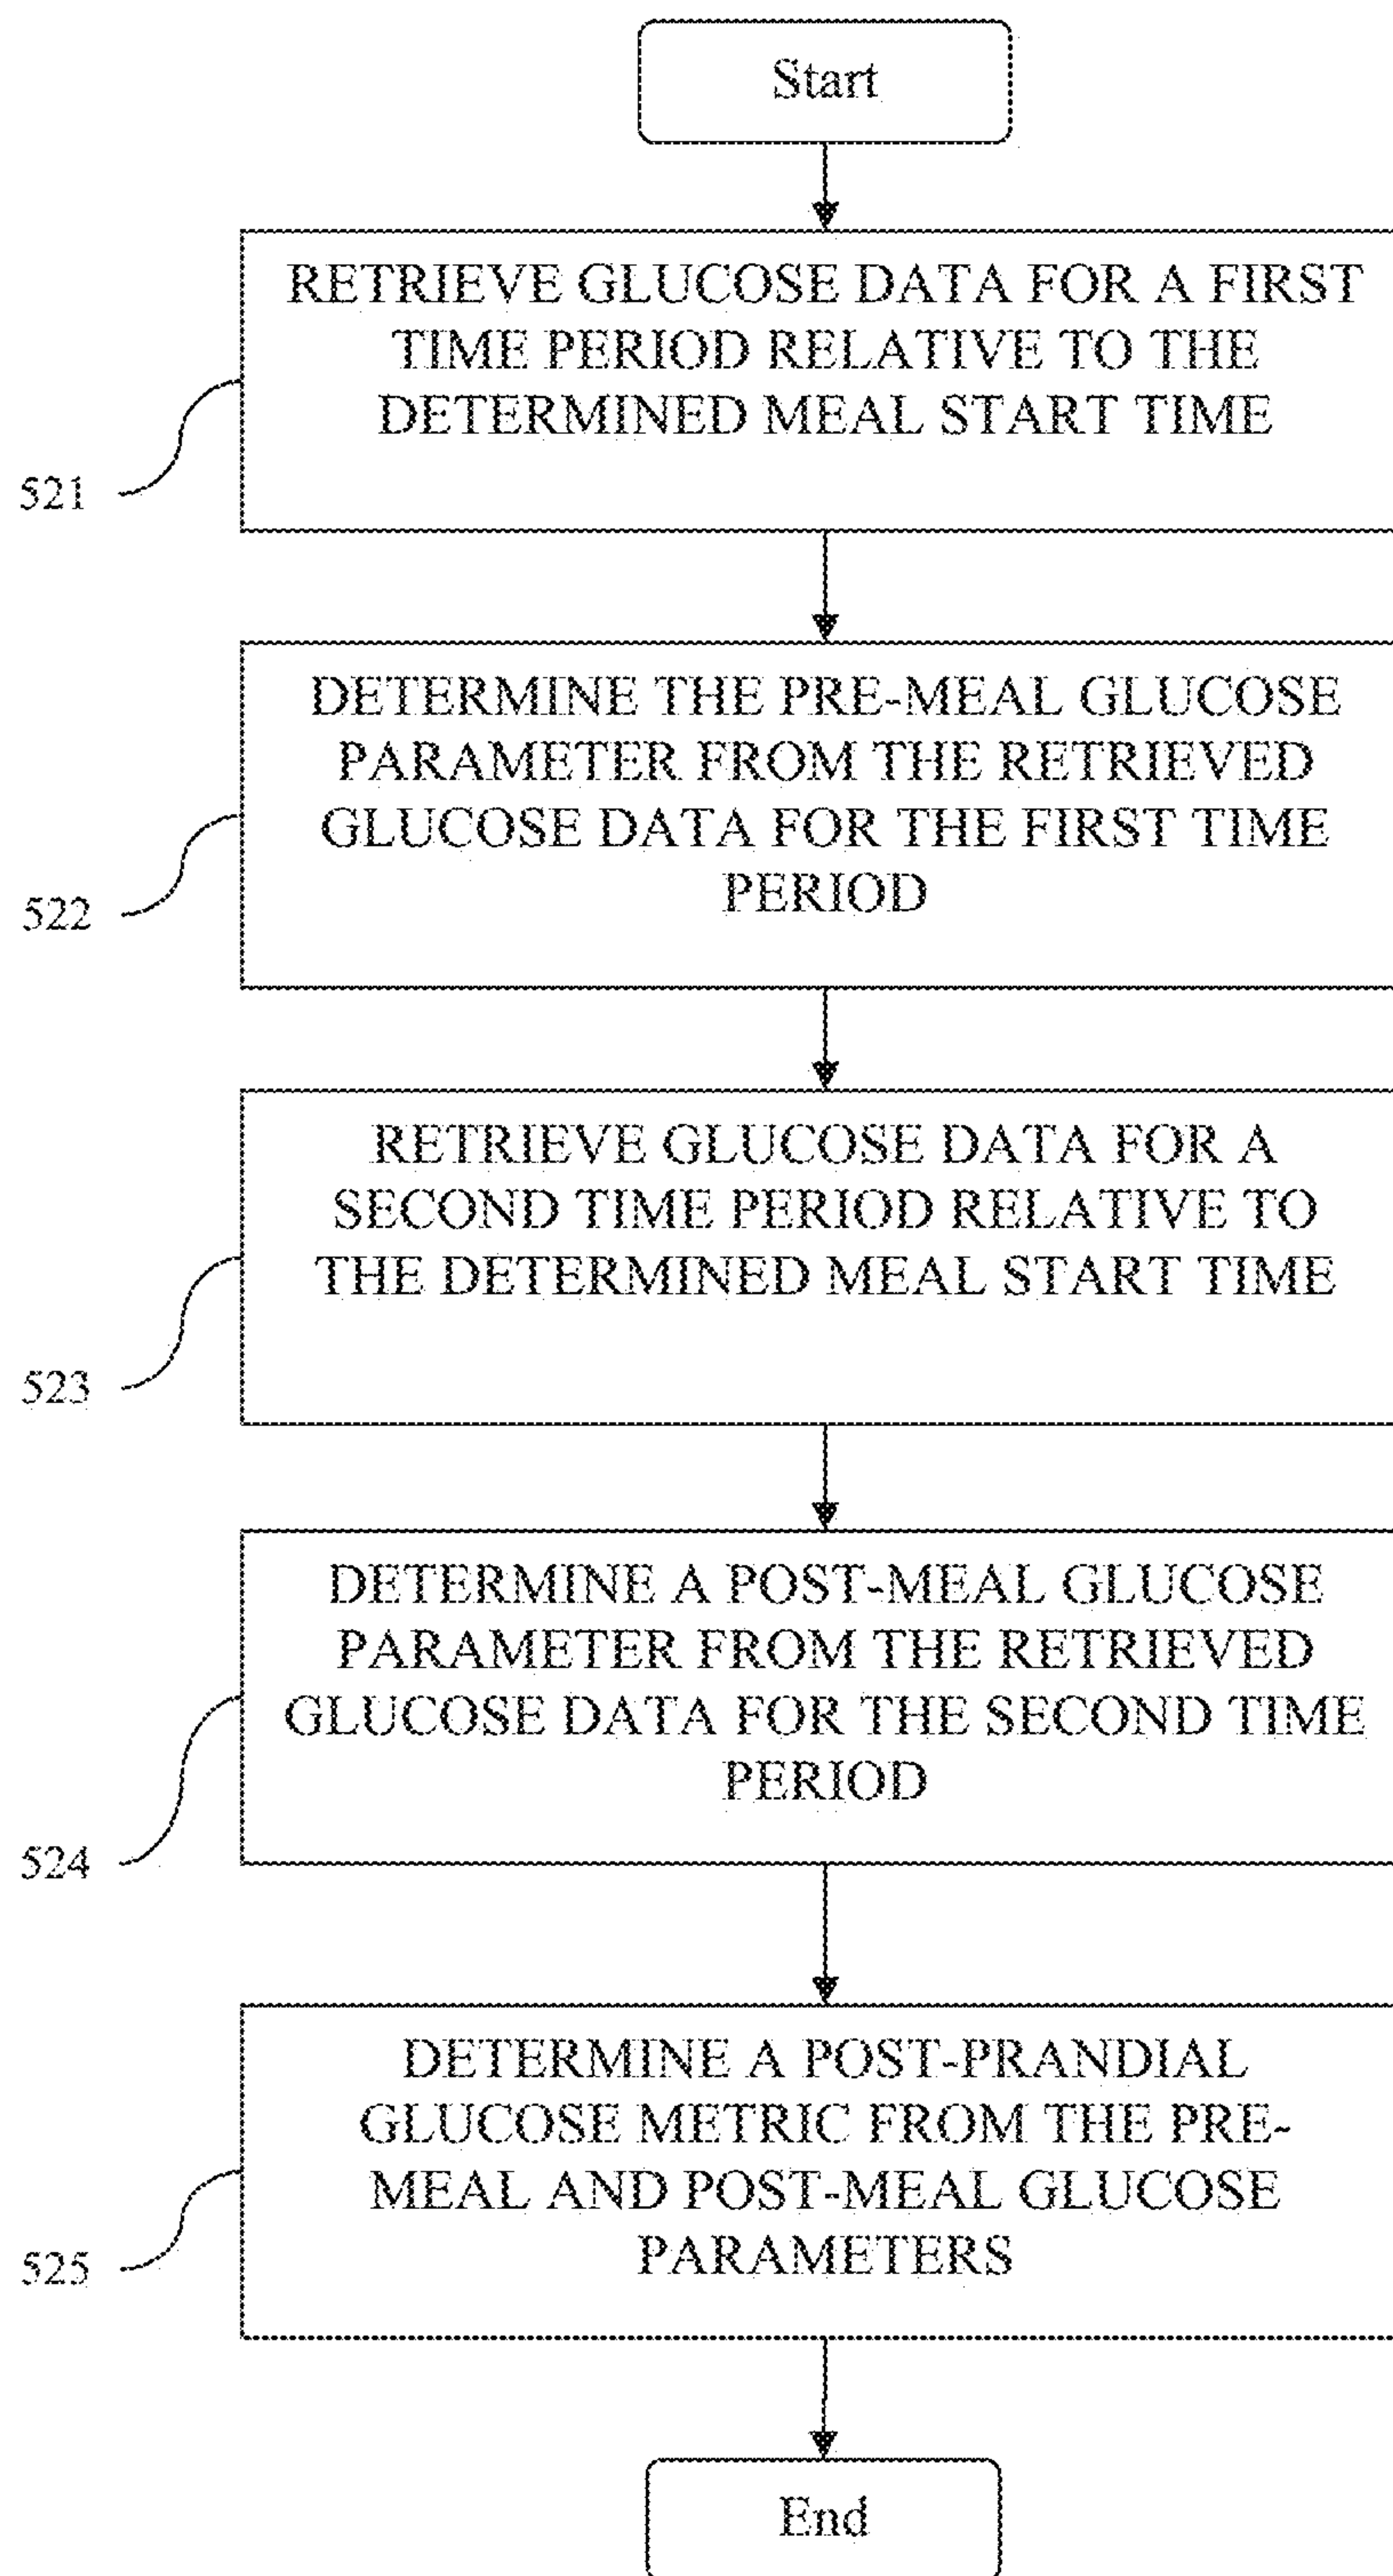 Start
RETRIEVE GLUCOSE DATA FOR A FIRST
TIME PERIOD RELATIVE TO THE
DETERMINED MEAL START TIME
521
DETERMINE THE PRE-MEAL GLUCOSE
PARAMETER FROM THE RETRIEVED
GLUCOSE DATA FOR THE FIRST TIME
PERIOD
522
RETRIEVE GLUCOSE DATA FOR A
SECOND TIME PERIOD RELATIVE TO
THE DETERMINED MEAL START TIME
523
DETERMINE A POST-MEAL GLUCOSE
PARAMETER FROM THE RETRIEVED
GLUCOSE DATA FOR THE SECOND TIME
PERIOD
524
DETERMINE A POST-PRANDIAL
GLUCOSE METRIC FROM THE PRE-
MEAL AND POST-MEAL GLUCOSE
PARAMETERS
525
End